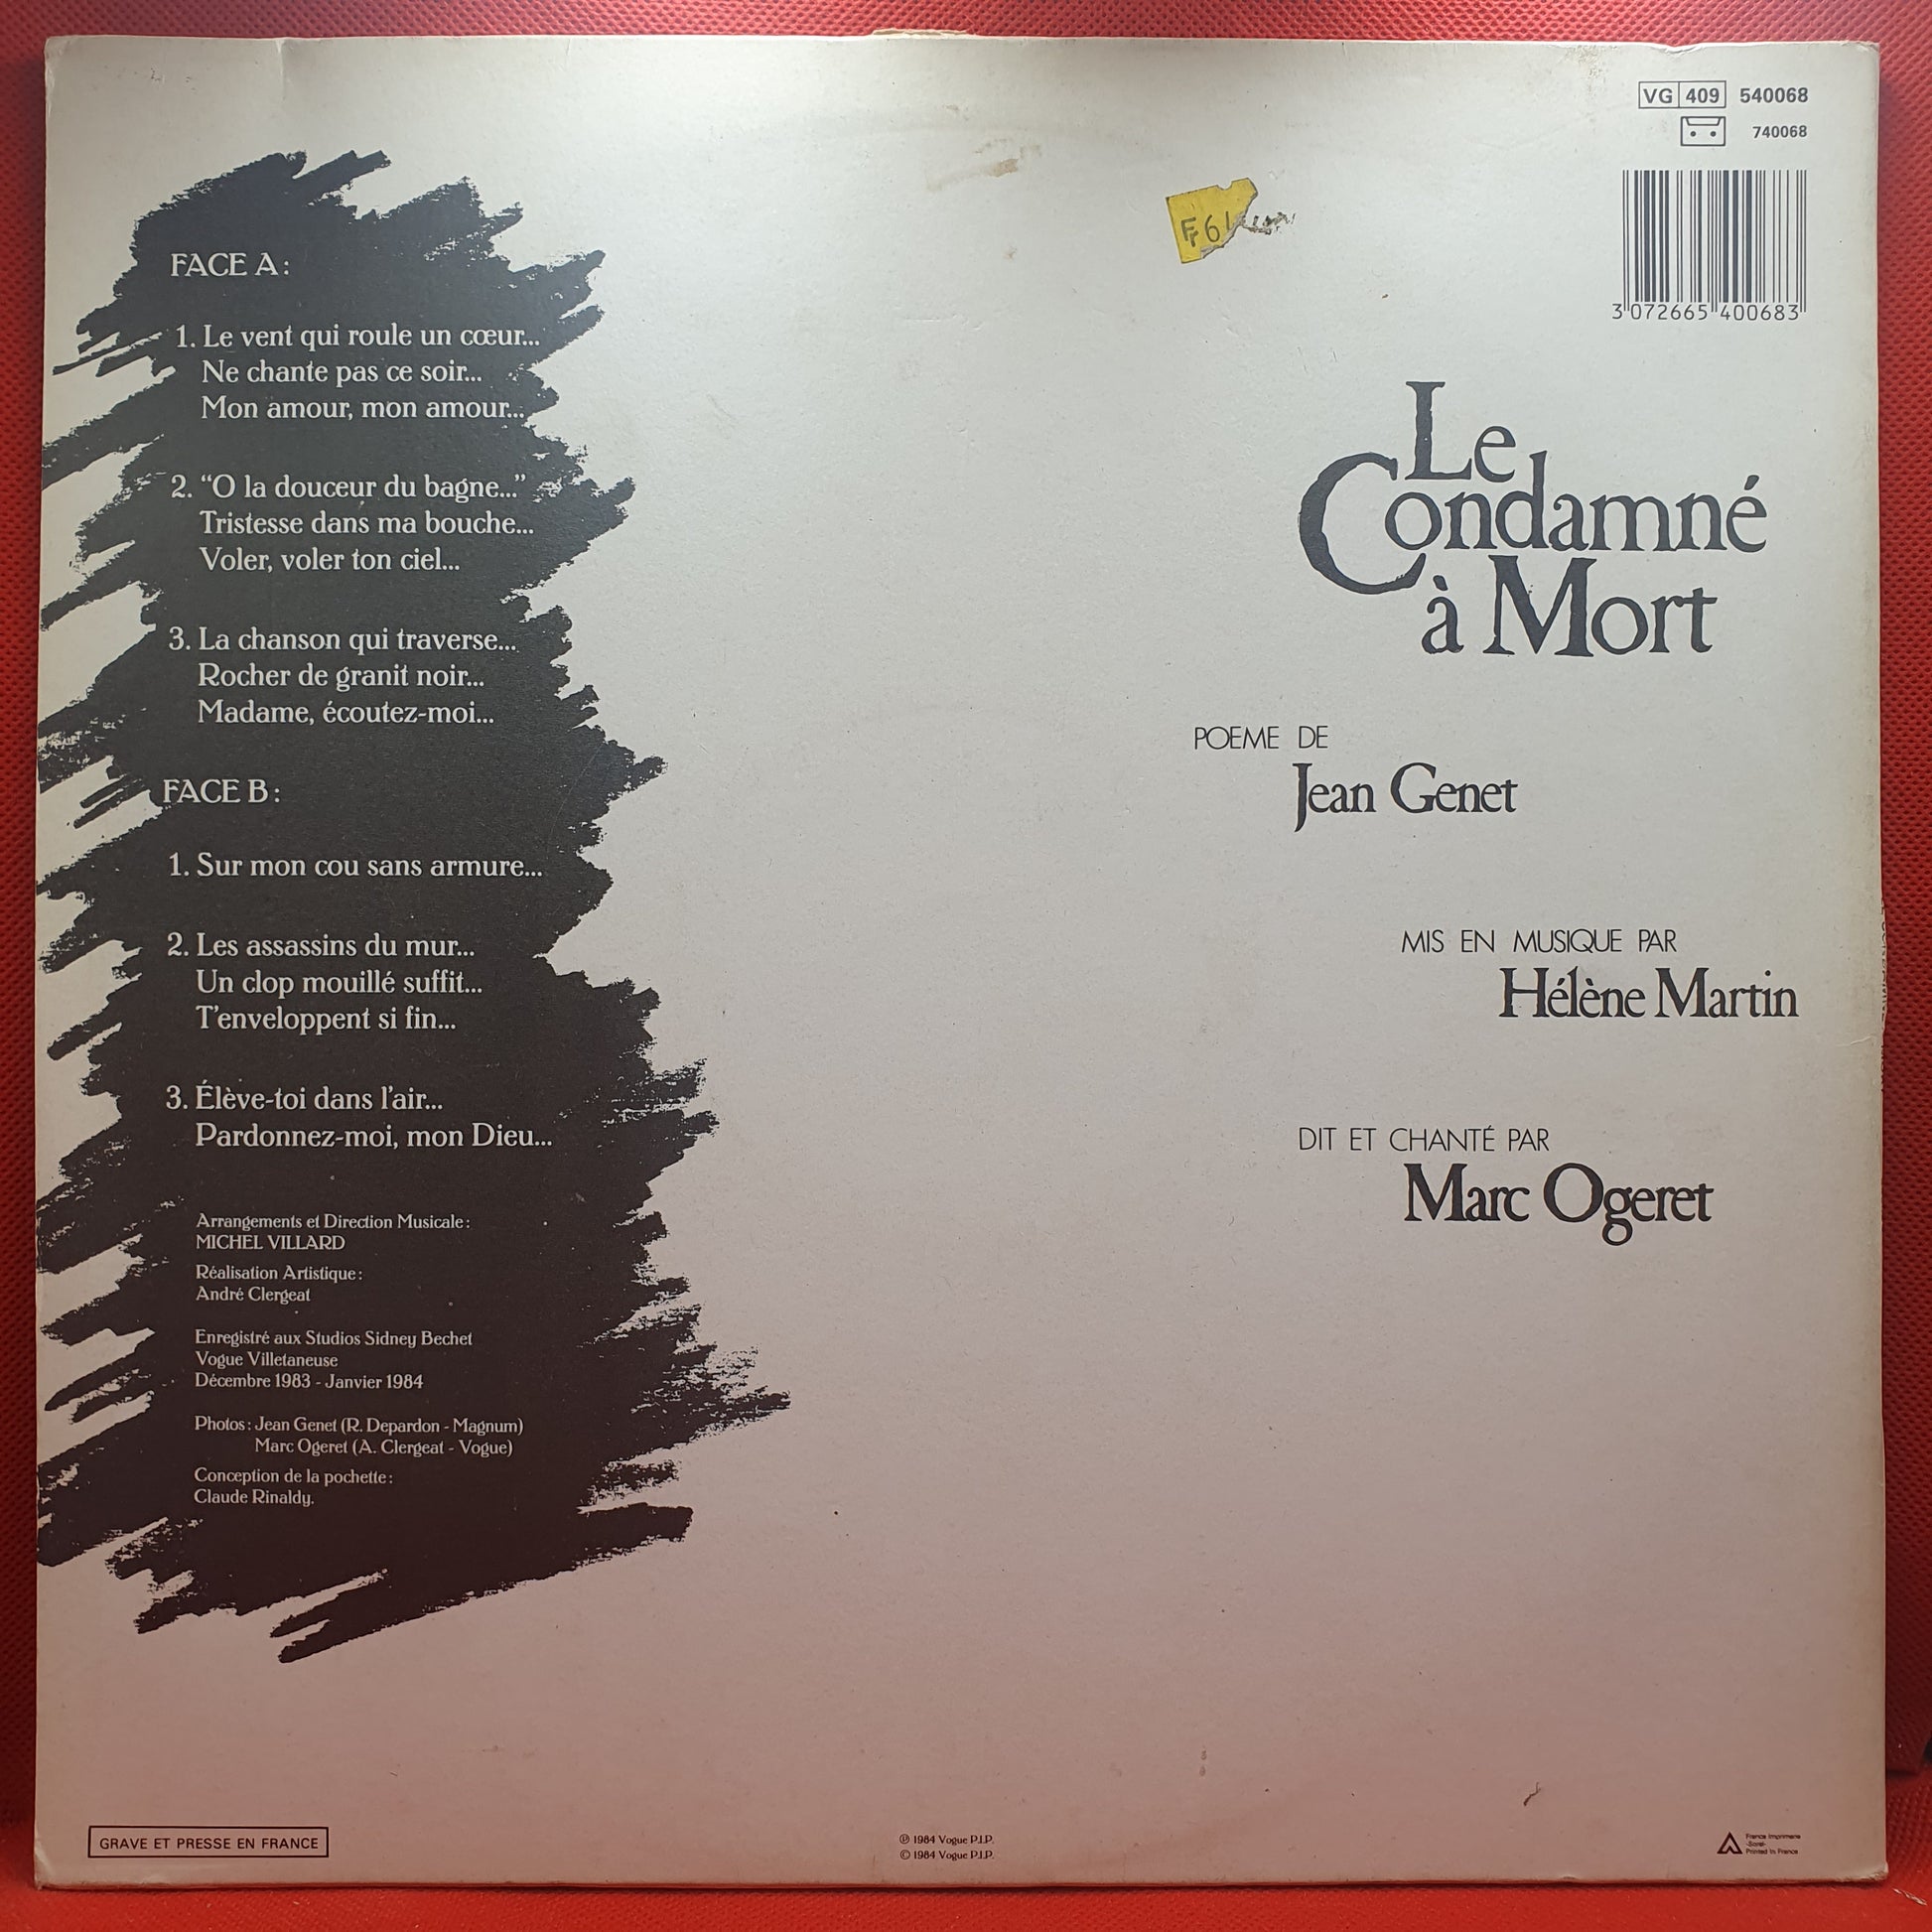 VG 409 540068
740068
3 072665 400683
FACE A :
1. Le vent qui roule un cœur...
Ne chante pas ce soir...
Mon amour, mon amour...
2. “O la douceur du bagne...”
Tristesse dans ma bouche...
Voler, voler ton ciel...
3. La chanson qui traverse...
Rocher de granit noir...
Madame, écoutez-moi...
FACE B :
1. Sur mon cou sans armure...
2. Les assassins du mur...
Un clop mouillé suffit...
T'enveloppent si fin...
3. Élève-toi dans l'air...
Pardonnez-moi, mon Dieu...
Arrangements et Direction Musicale :
MICHEL VILLARD
Réalisation Artistique :
André Clergeat
Enregistré aux Studios Sidney Bechet
Vogue Villetaneuse
Décembre 1983 - Janvier 1984
Photos : Jean Genet (R. Depardon - Magnum)
Marc Ogeret (A. Clergeat - Vogue)
Conception de la pochette :
Claude Rinaldy.
Le
Condamné
à Mort
POEME DE
Jean Genet
MIS EN MUSIQUE PAR
Hélène Martin
DIT ET CHANTÉ PAR
Marc Ogeret
GRAVE ET PRESSE EN FRANCE
℗ 1984 Vogue P.I.P.
© 1984 Vogue P.I.P.
France Imprimerie
Printed in France